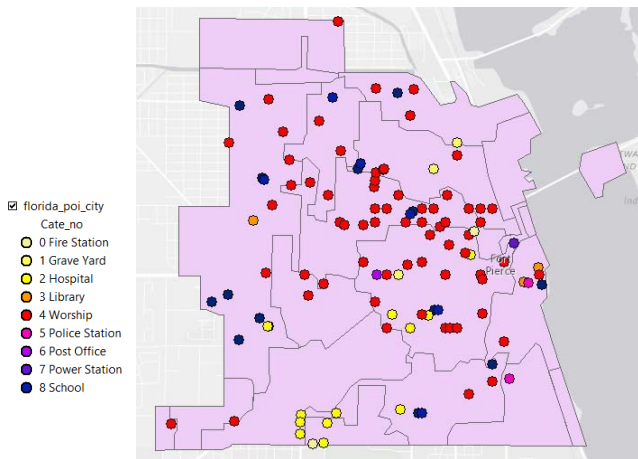 florida_poi_city
Cate_no
0 Fire Station
1 Grave Yard
2 Hospital
3 Library
4 Worship
5 Police Station
6 Post Office
7 Power Station
8 School
Fort
Pierce